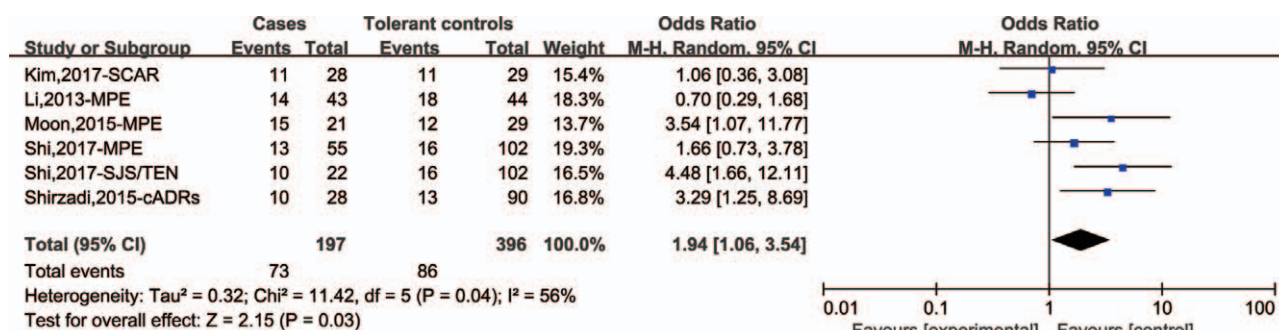 Cases Tolerant controls Odds Ratio Odds Ratio
Study or Subgroup Events Total Events Total Weight M-H, Random, 95% CI M-H, Random, 95% CI
Kim,2017-SCAR 11 28 11 29 15.4% 1.06 [0.36, 3.08]
Li,2013-MPE 14 43 18 44 18.3% 0.70 [0.29, 1.68]
Moon,2015-MPE 15 21 12 29 13.7% 3.54 [1.07, 11.77]
Shi,2017-MPE 13 55 16 102 19.3% 1.66 [0.73, 3.78]
Shi,2017-SJS/TEN 10 22 16 102 16.5% 4.48 [1.66, 12.11]
Shirzadi,2015-cADRs 10 28 13 90 16.8% 3.29 [1.25, 8.69]
Total (95% CI) 197 396 100.0% 1.94 [1.06, 3.54]
Total events 73 86
Heterogeneity: Tau² = 0.32; Chi² = 11.42, df = 5 (P = 0.04); I² = 56%
Test for overall effect: Z = 2.15 (P = 0.03)
0.01 0.1 1 10 100
Favours [experimental] Favours [control]